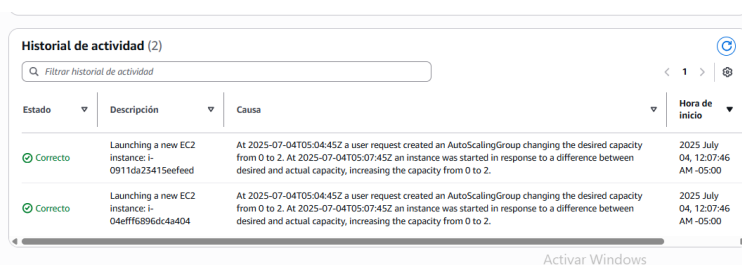 Historial de actividad (2)
Filtrar historial de actividad
1
Estado
Descripción
Causa
Hora de
inicio
Correcto
Launching a new EC2
instance: i-
0911da23415eefeed
At 2025-07-04T05:04:45Z a user request created an AutoScalingGroup changing the desired capacity
from 0 to 2. At 2025-07-04T05:07:45Z an instance was started in response to a difference between
desired and actual capacity, increasing the capacity from 0 to 2.
2025 July
04, 12:07:46
AM -05:00
Correcto
Launching a new EC2
instance: i-
04efff6896dc4a404
At 2025-07-04T05:04:45Z a user request created an AutoScalingGroup changing the desired capacity
from 0 to 2. At 2025-07-04T05:07:45Z an instance was started in response to a difference between
desired and actual capacity, increasing the capacity from 0 to 2.
2025 July
04, 12:07:46
AM -05:00
Activar Windows